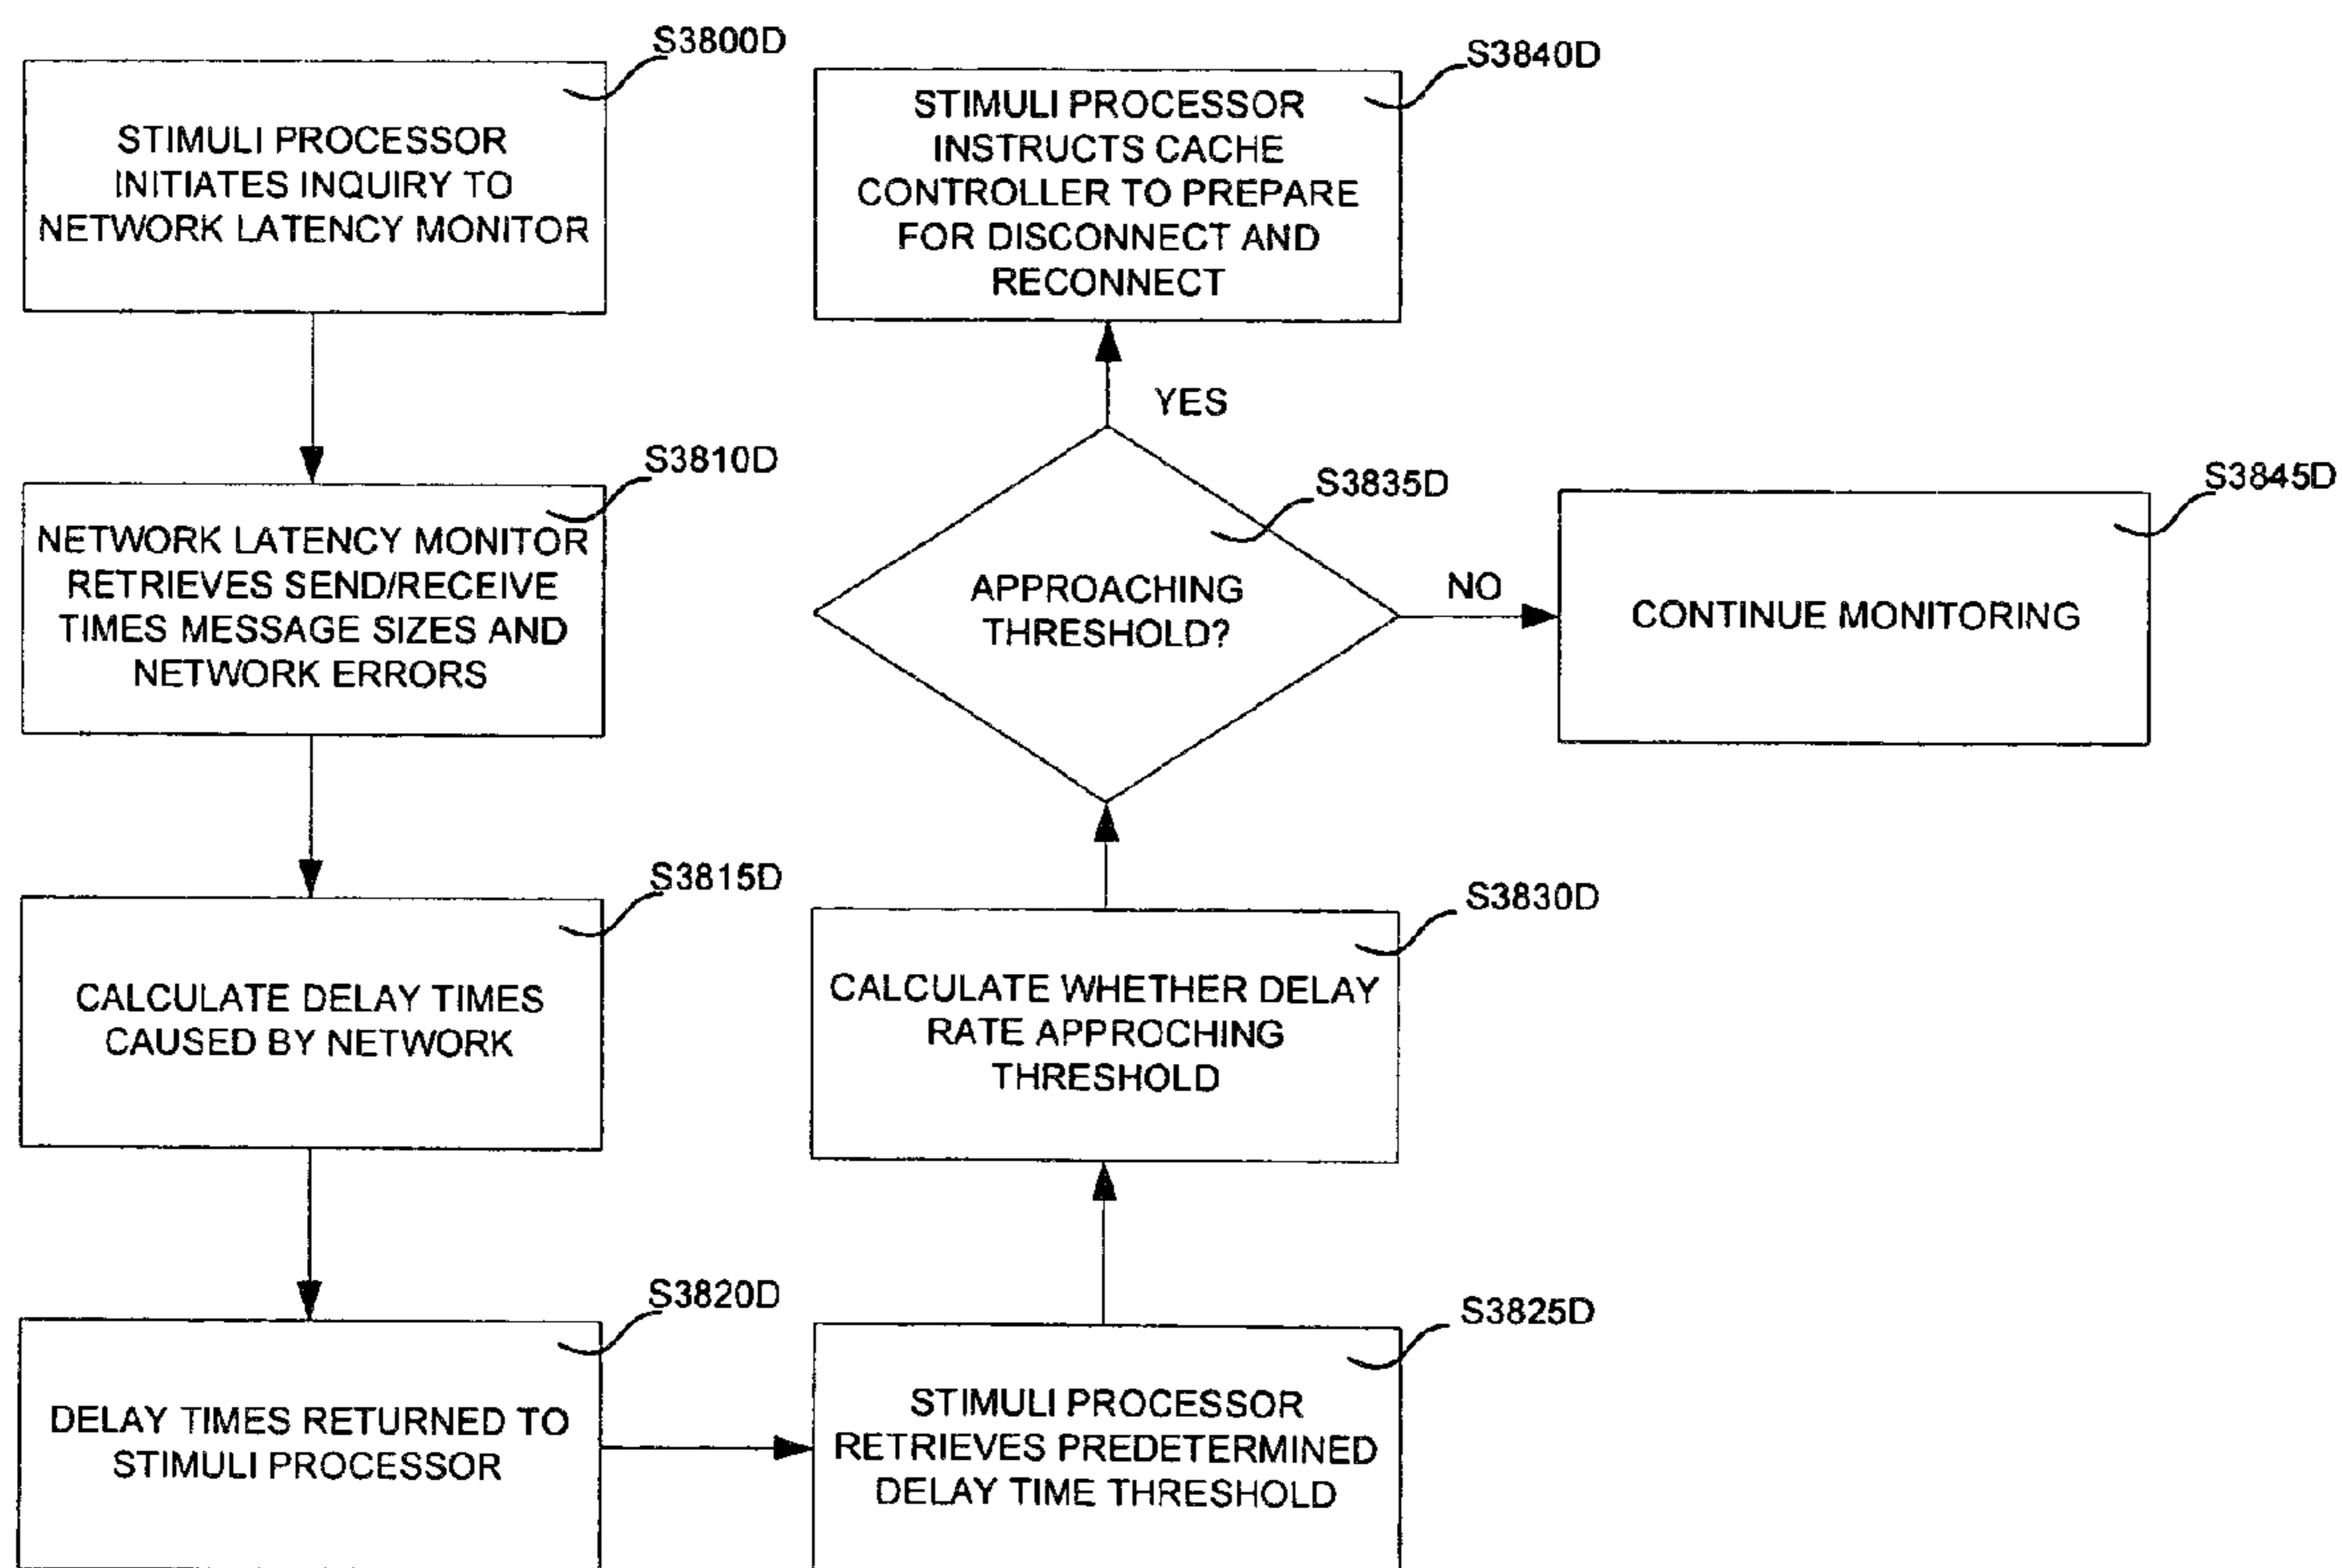 S3800D
STIMULI PROCESSOR
INITIATES INQUIRY TO
NETWORK LATENCY MONITOR
S3810D
NETWORK LATENCY MONITOR
RETRIEVES SEND/RECEIVE
TIMES MESSAGE SIZES AND
NETWORK ERRORS
S3815D
CALCULATE DELAY TIMES
CAUSED BY NETWORK
S3820D
DELAY TIMES RETURNED TO
STIMULI PROCESSOR
S3825D
STIMULI PROCESSOR
RETRIEVES PREDETERMINED
DELAY TIME THRESHOLD
S3830D
CALCULATE WHETHER DELAY
RATE APPROCHING
THRESHOLD
S3835D
APPROACHING
THRESHOLD?
YES
S3840D
STIMULI PROCESSOR
INSTRUCTS CACHE
CONTROLLER TO PREPARE
FOR DISCONNECT AND
RECONNECT
NO
S3845D
CONTINUE MONITORING